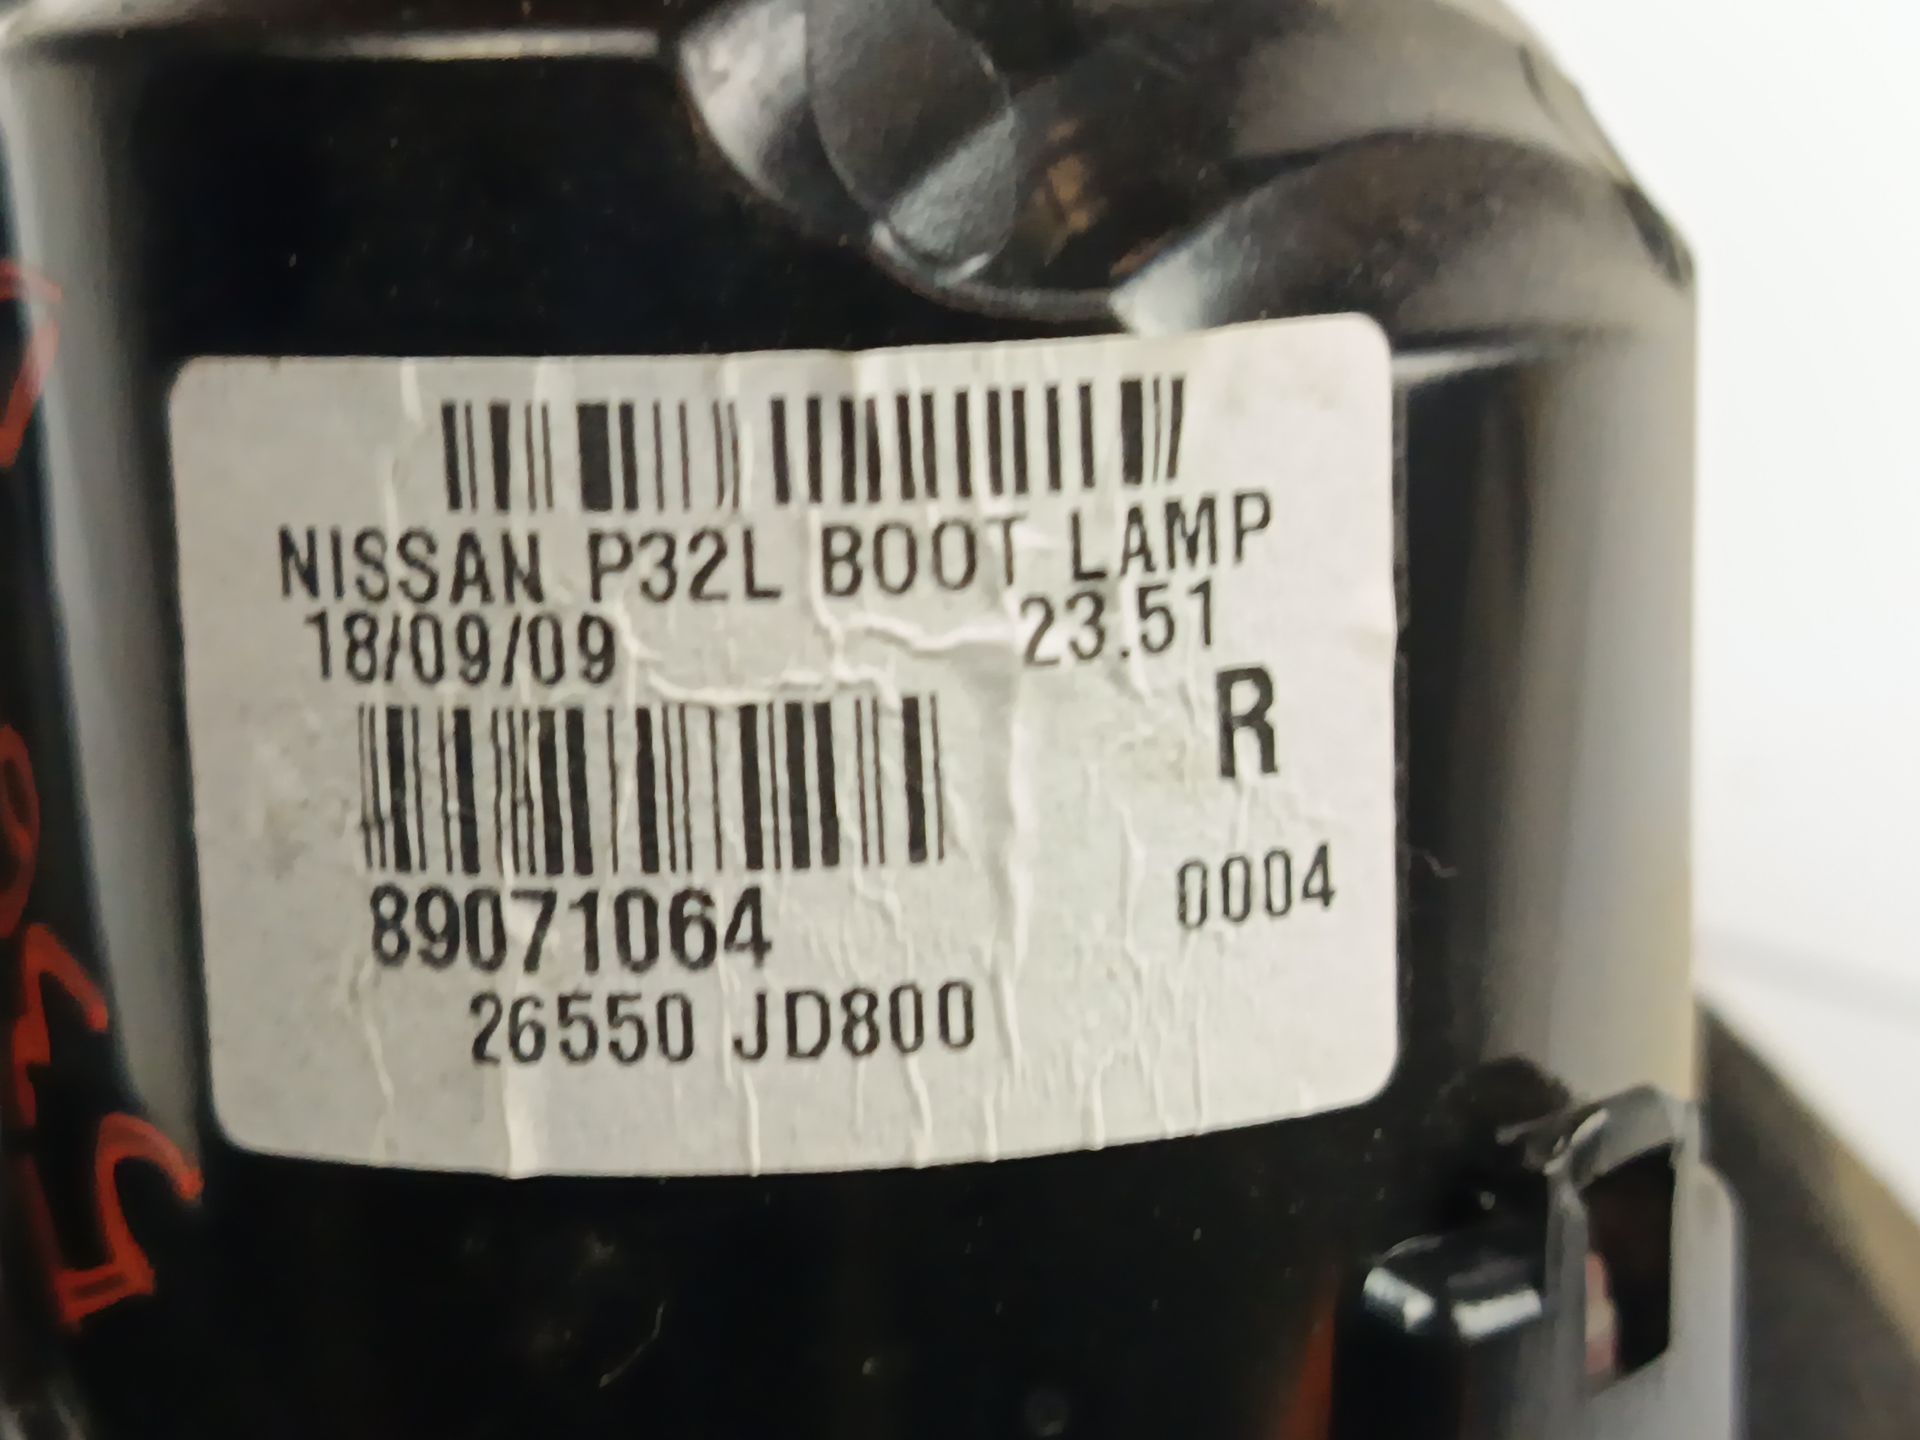 NISSAN P32L BOOT LAMP
18/09/09 23.51
R
89071064 0004
26550 JD800